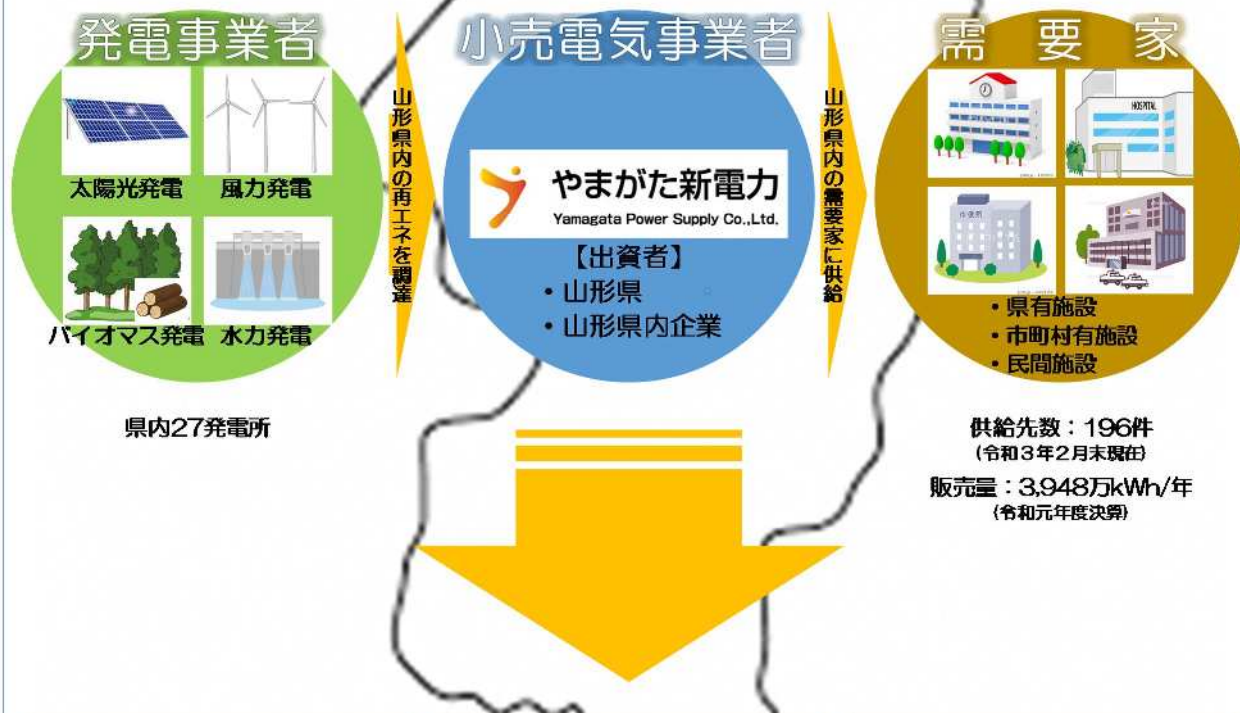 発電事業者
太陽光発電
風力発電
バイオマス発電
水力発電
県内27発電所
山形県内の再エネを調達
小売電気事業者
やまがた新電力
Yamagata Power Supply Co.,Ltd.
【出資者】
・山形県
・山形県内企業
山形県内の需要家に供給
需要家
HOSPITAL
市役所
・県有施設
・市町村有施設
・民間施設
供給先数：196件
(令和3年2月末現在)
販売量：3,948万kWh/年
(令和元年度決算)